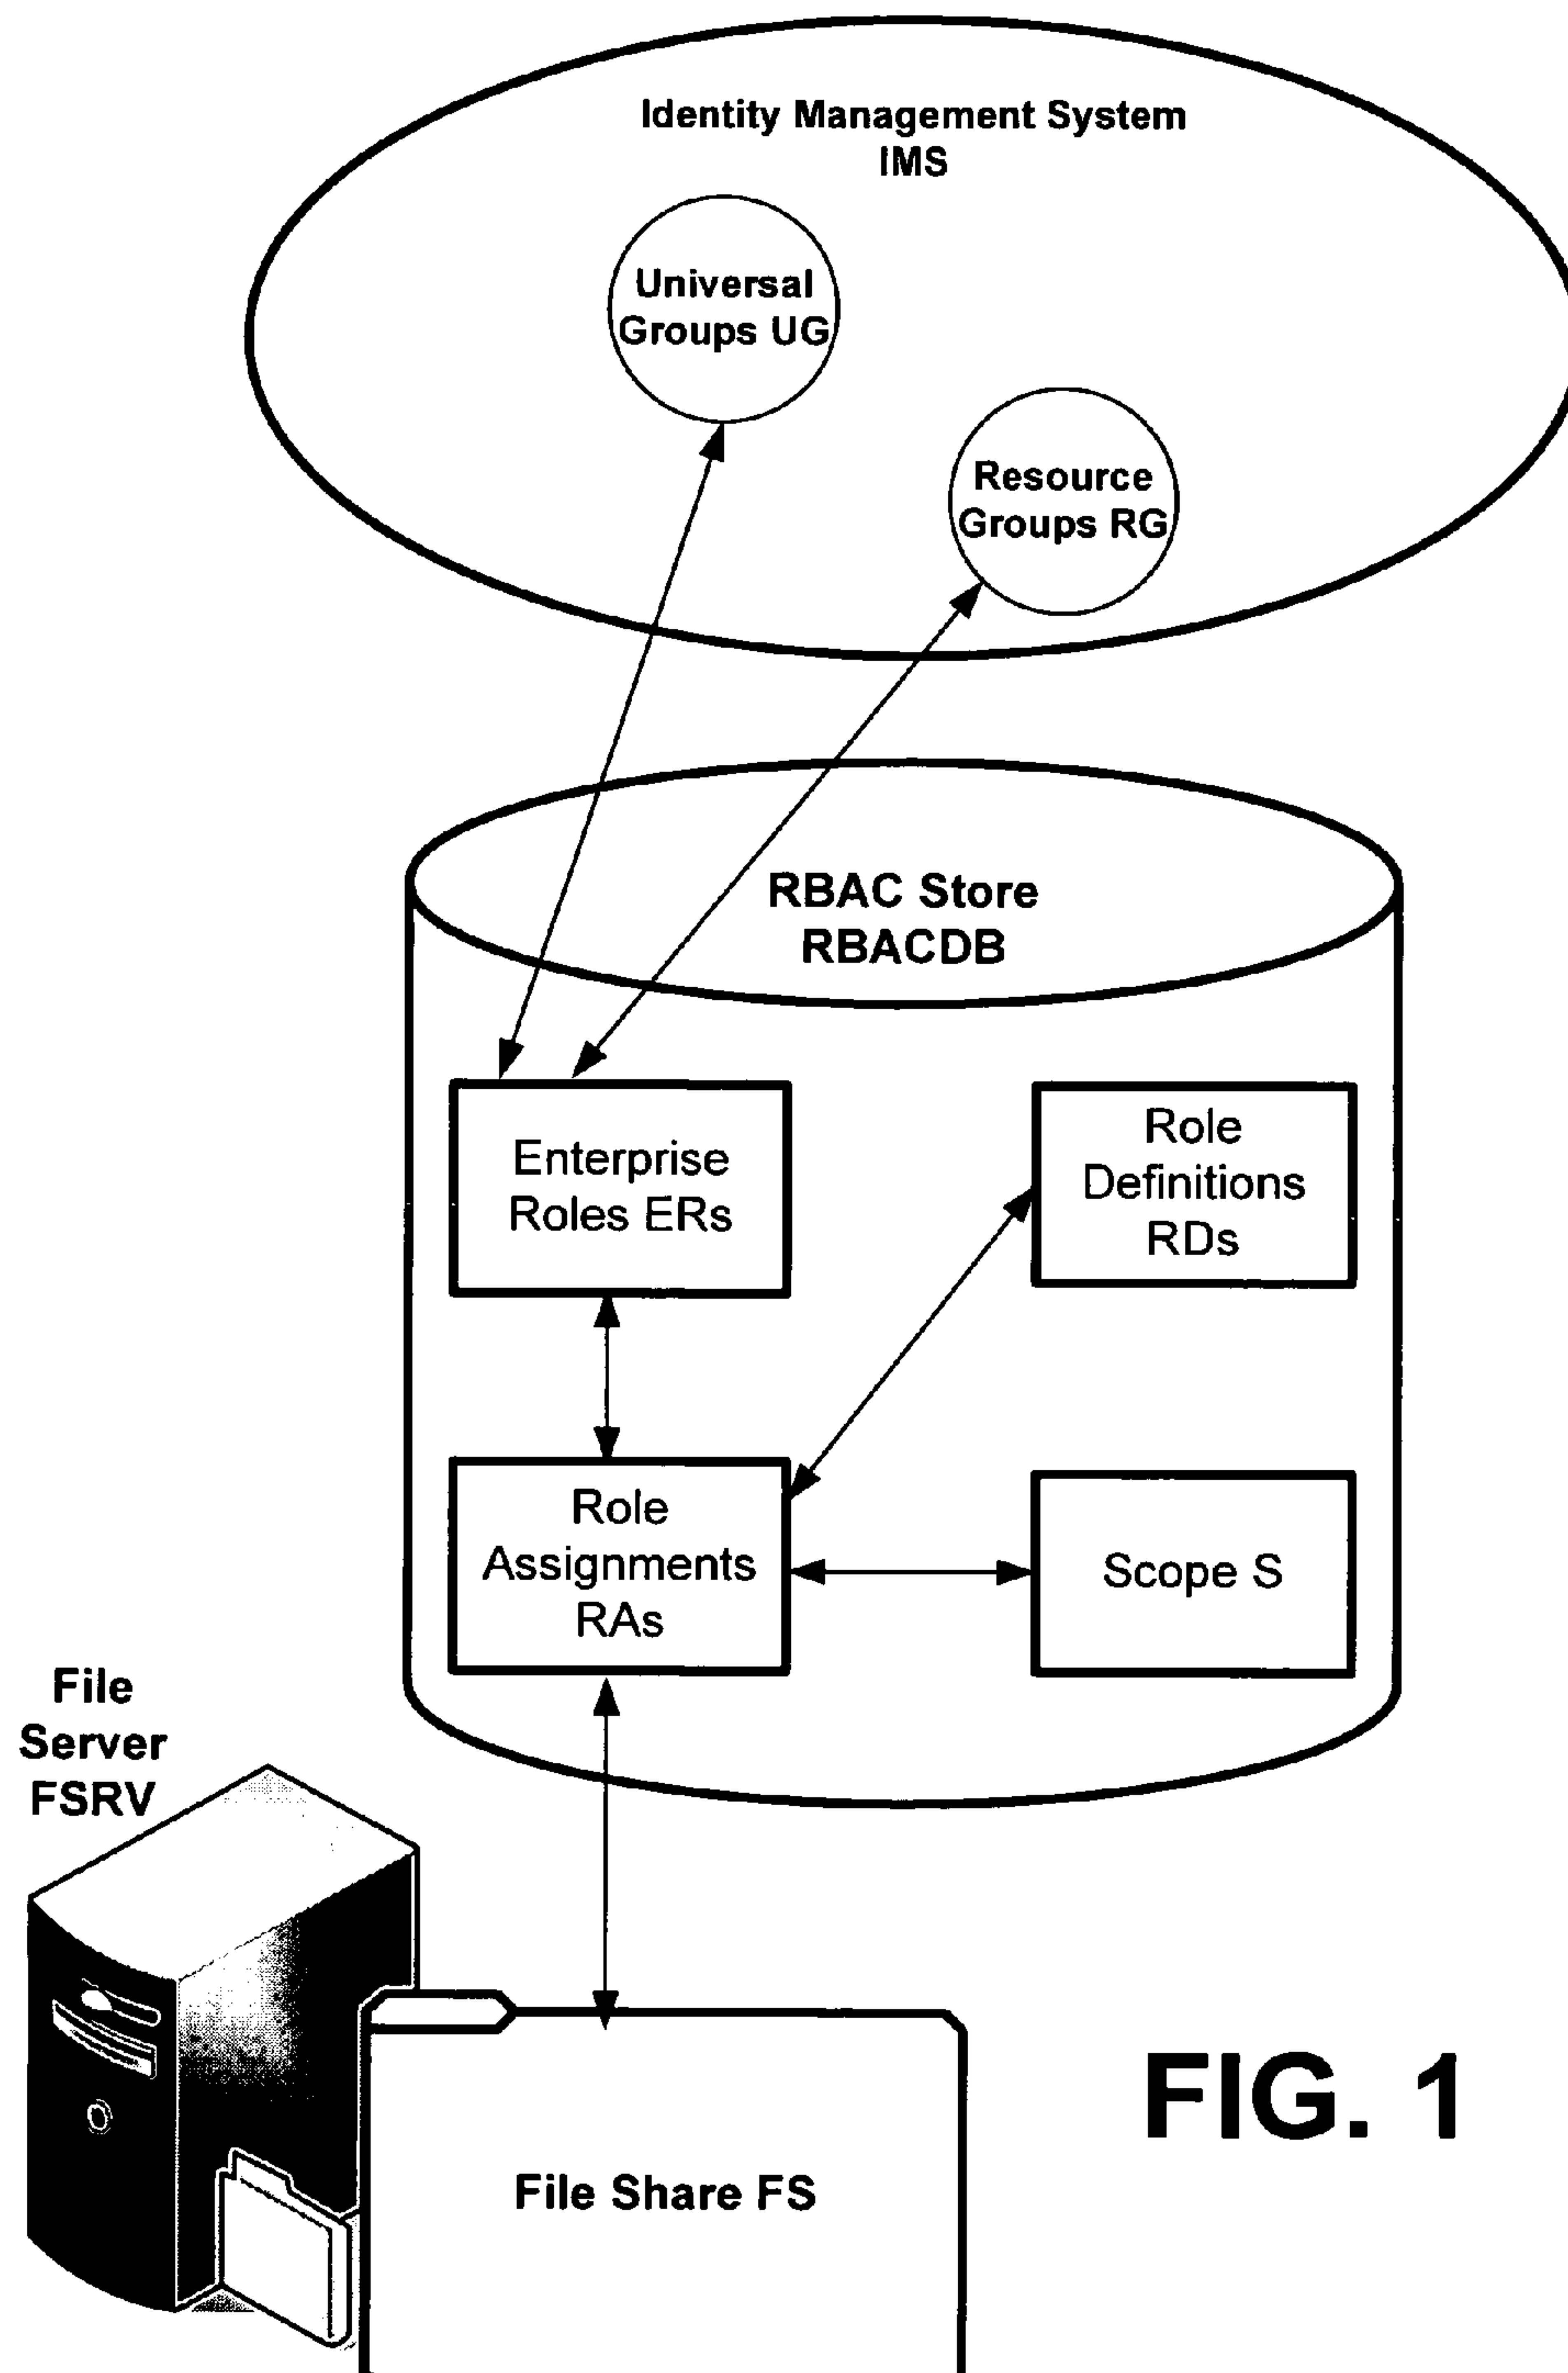 Identity Management System
IMS
Universal
Groups UG
Resource
Groups RG
RBAC Store
RBACDB
Enterprise
Roles ERs
Role
Definitions
RDs
Role
Assignments
RAs
Scope S
File
Server
FSRV
File Share FS
FIG. 1